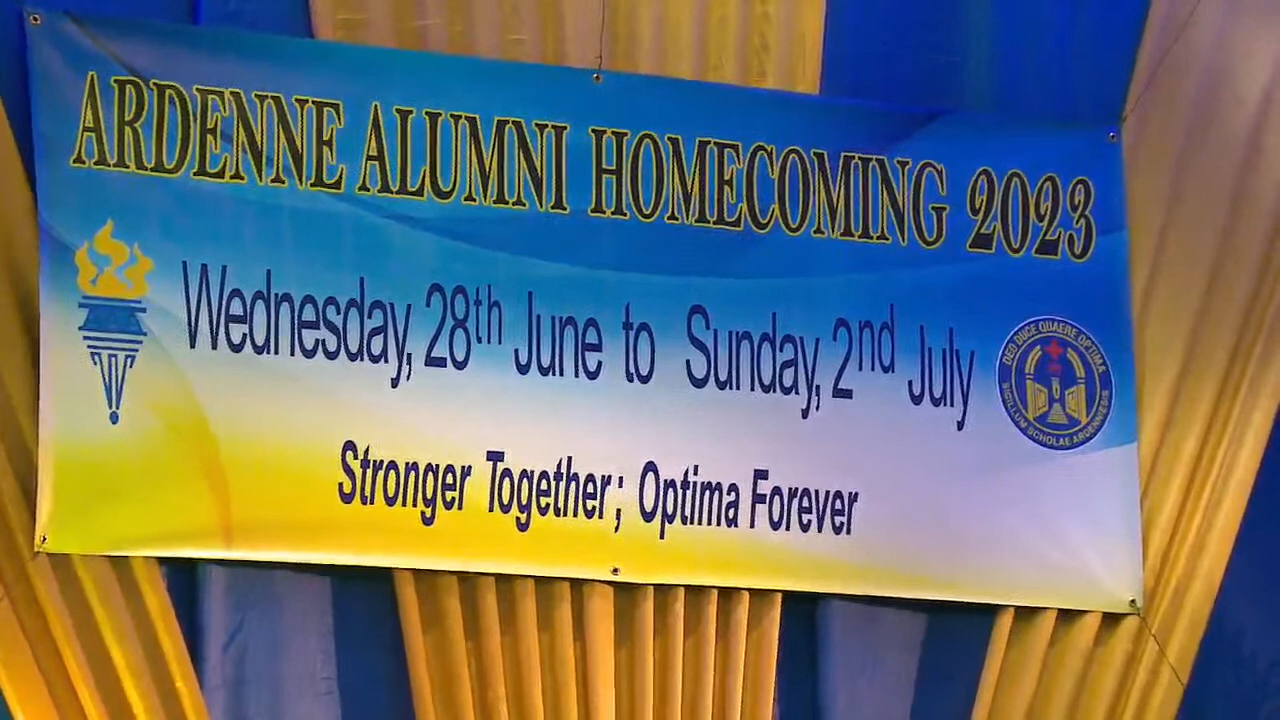 ARDENNE ALUMNI HOMECOMING 2023
Wednesday, 28th June to Sunday, 2nd July
DEO DUCE QUAERE OPTIMA
SIGILLUM SCHOLAE ARDENNESIS
Stronger Together; Optima Forever